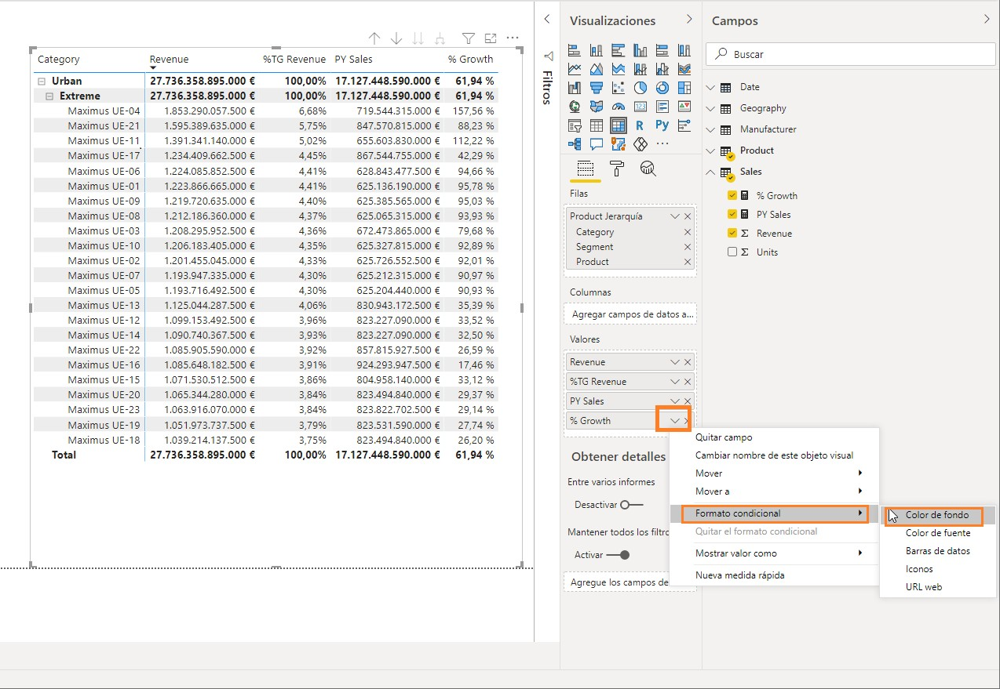 Category Revenue %TG Revenue PY Sales % Growth
Urban 27.736.358.895.000 € 100,00% 17.127.448.590.000 € 61,94 %
Extreme 27.736.358.895.000 € 100,00% 17.127.448.590.000 € 61,94 %
Maximus UE-04 1.853.290.057.500 € 6,68% 719.544.315.000 € 157,56 %
Maximus UE-21 1.595.389.635.000 € 5,75% 847.570.815.000 € 88,23 %
Maximus UE-11 1.391.341.140.000 € 5,02% 655.603.830.000 € 112,22 %
Maximus UE-17 1.234.409.662.500 € 4,45% 867.544.755.000 € 42,29 %
Maximus UE-06 1.224.085.852.500 € 4,41% 628.843.477.500 € 94,66 %
Maximus UE-01 1.223.866.665.000 € 4,41% 625.136.190.000 € 95,78 %
Maximus UE-09 1.219.720.635.000 € 4,40% 625.385.565.000 € 95,03 %
Maximus UE-08 1.212.186.360.000 € 4,37% 625.065.315.000 € 93,93 %
Maximus UE-03 1.208.295.952.500 € 4,36% 672.473.865.000 € 79,68 %
Maximus UE-10 1.206.183.405.000 € 4,35% 625.327.815.000 € 92,89 %
Maximus UE-02 1.201.455.045.000 € 4,33% 625.726.552.500 € 92,01 %
Maximus UE-07 1.193.947.335.000 € 4,30% 625.212.315.000 € 90,97 %
Maximus UE-05 1.193.716.492.500 € 4,30% 625.204.440.000 € 90,93 %
Maximus UE-13 1.125.044.287.500 € 4,06% 830.943.172.500 € 35,39 %
Maximus UE-12 1.099.153.492.500 € 3,96% 823.227.090.000 € 33,52 %
Maximus UE-14 1.090.740.367.500 € 3,93% 823.227.090.000 € 32,50 %
Maximus UE-22 1.085.905.590.000 € 3,92% 857.815.927.500 € 26,59 %
Maximus UE-16 1.085.648.182.500 € 3,91% 924.293.947.500 € 17,46 %
Maximus UE-15 1.071.530.512.500 € 3,86% 804.958.140.000 € 33,12 %
Maximus UE-20 1.065.344.280.000 € 3,84% 823.494.840.000 € 29,37 %
Maximus UE-23 1.063.916.070.000 € 3,84% 823.822.702.500 € 29,14 %
Maximus UE-19 1.051.973.737.500 € 3,79% 823.531.590.000 € 27,74 %
Maximus UE-18 1.039.214.137.500 € 3,75% 823.494.840.000 € 26,20 %
Total 27.736.358.895.000 € 100,00% 17.127.448.590.000 € 61,94 %
Filtros
Visualizaciones
123
R Py
Filas
Product Jerarquía
Category
Segment
Product
Columnas
Agregar campos de datos a...
Valores
Revenue
%TG Revenue
PY Sales
% Growth
Obtener detalles
Entre varios informes
Desactivar
Mantener todos los filtro
Activar
Agregue los campos de
Quitar campo
Cambiar nombre de este objeto visual
Mover
Mover a
Formato condicional
Quitar el formato condicional
Mostrar valor como
Nueva medida rápida
Color de fondo
Color de fuente
Barras de datos
Iconos
URL web
Campos
Buscar
Date
Geography
Manufacturer
Product
Sales
% Growth
PY Sales
Revenue
Units